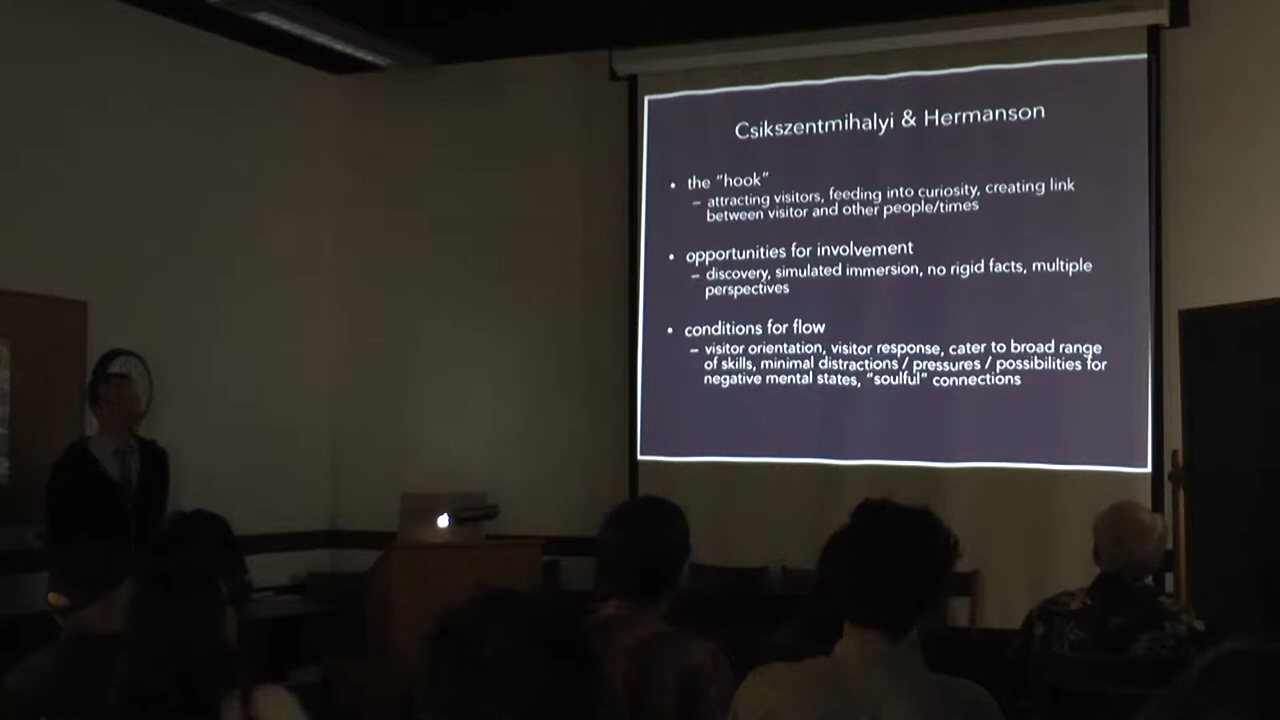 Csikszentmihalyi & Hermanson
• the “hook”
– attracting visitors, feeding into curiosity, creating link
between visitor and other people/times
• opportunities for involvement
– discovery, simulated immersion, no rigid facts, multiple
perspectives
• conditions for flow
– visitor orientation, visitor response, cater to broad range
of skills, minimal distractions / pressures / possibilities for
negative mental states, “soulful” connections